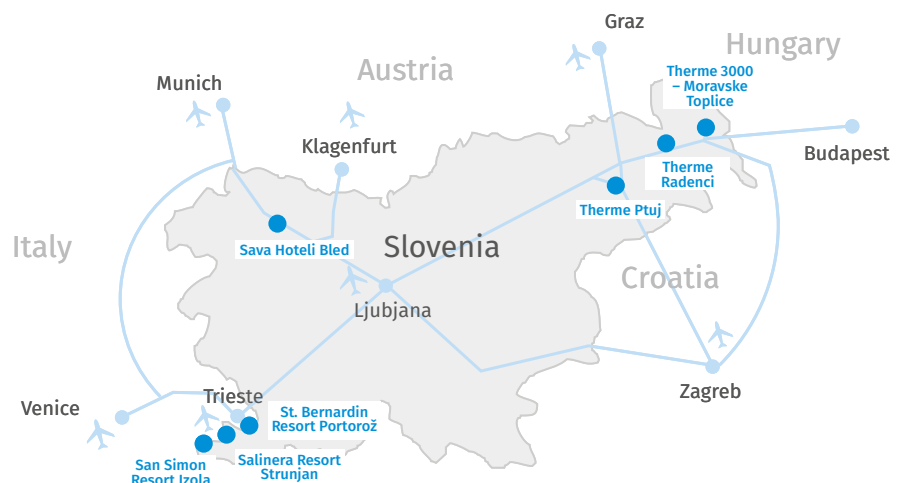 Graz
Hungary
Austria
Therme 3000
– Moravske
Toplice
Munich
Klagenfurt
Budapest
Therme
Radenci
Therme Ptuj
Italy
Sava Hoteli Bled
Slovenia
Croatia
Ljubjana
Zagreb
Trieste
Venice
St. Bernardin
Resort Portorož
Salinera Resort
Strunjan
San Simon
Resort Izola